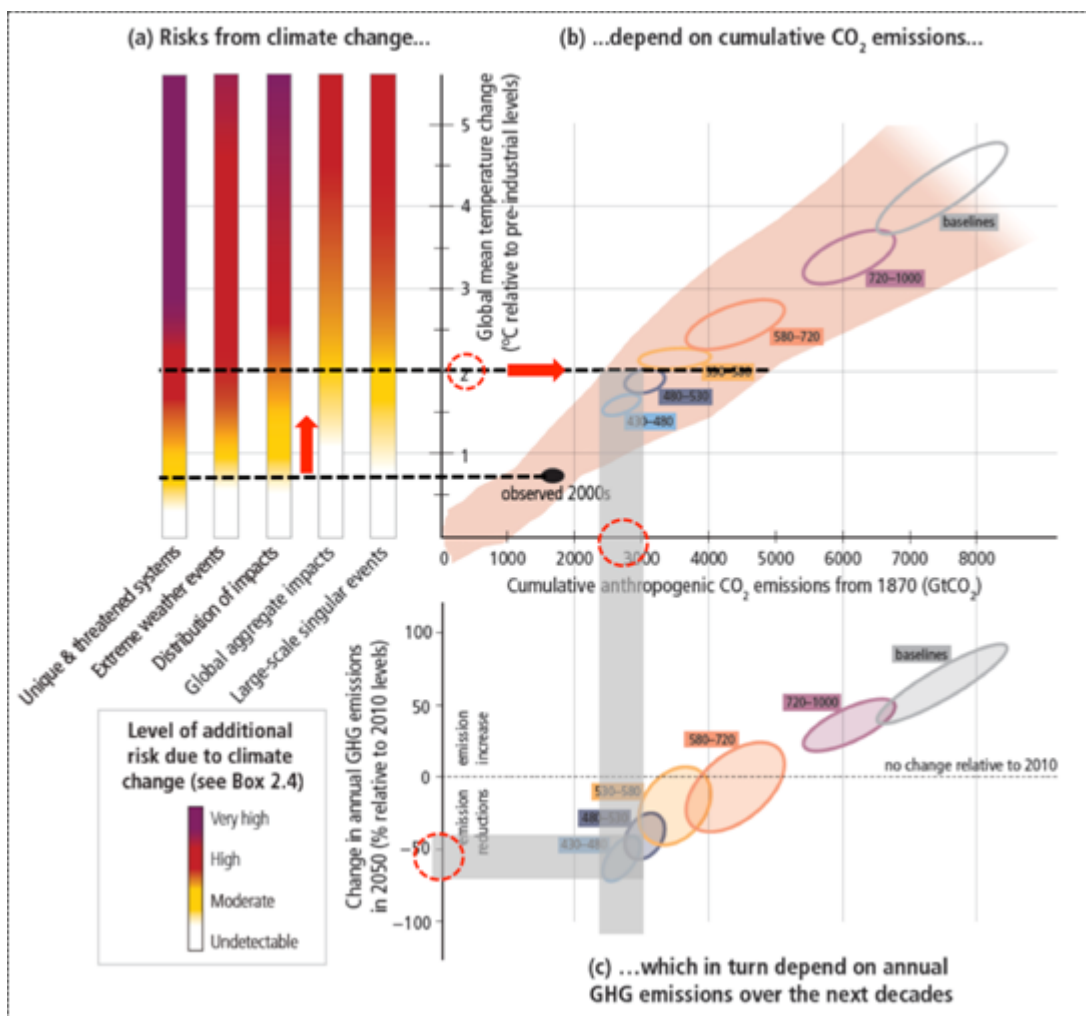 (a) Risks from climate change...
(b) ...depend on cumulative CO₂ emissions...
Global mean temperature change
(°C relative to pre-industrial levels)
5
4
3
2
1
baselines
720–1000
580–720
530–580
480–530
430–480
observed 2000s
1000
2000
3000
4000
5000
6000
7000
8000
Cumulative anthropogenic CO₂ emissions from 1870 (GtCO₂)
Unique & threatened systems
Extreme weather events
Distribution of impacts
Global aggregate impacts
Large-scale singular events
Level of additional
risk due to climate
change (see Box 2.4)
Very high
High
Moderate
Undetectable
Change in annual GHG emissions
in 2050 (% relative to 2010 levels)
100
50
0
−50
−100
emission
increase
emission
reductions
baselines
720–1000
580–720
530–580
480–530
430–480
no change relative to 2010
(c) ...which in turn depend on annual
GHG emissions over the next decades